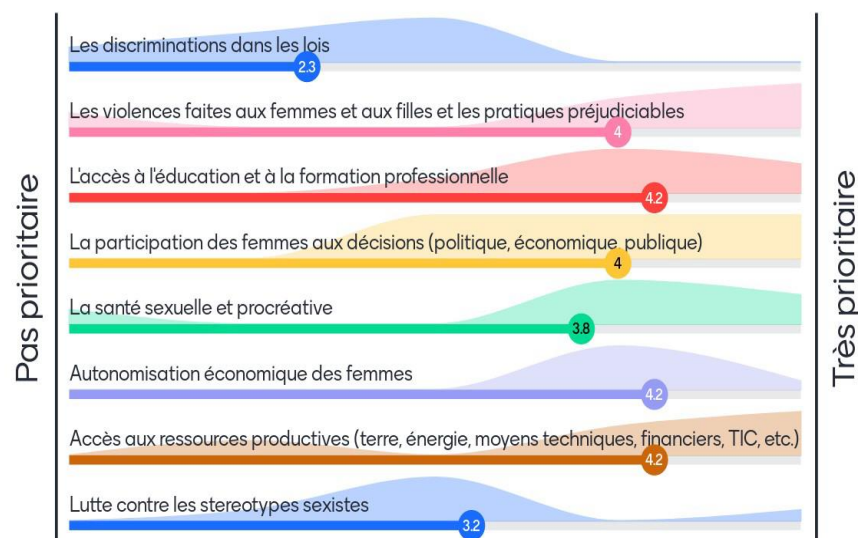 Pas prioritaire
Les discriminations dans les lois
2.3
Les violences faites aux femmes et aux filles et les pratiques préjudiciables
4
L'accès à l'éducation et à la formation professionnelle
4.2
La participation des femmes aux décisions (politique, économique, publique)
4
La santé sexuelle et procréative
3.8
Autonomisation économique des femmes
4.2
Accès aux ressources productives (terre, énergie, moyens techniques, financiers, TIC, etc.)
4.2
Lutte contre les stereotypes sexistes
3.2
Très prioritaire